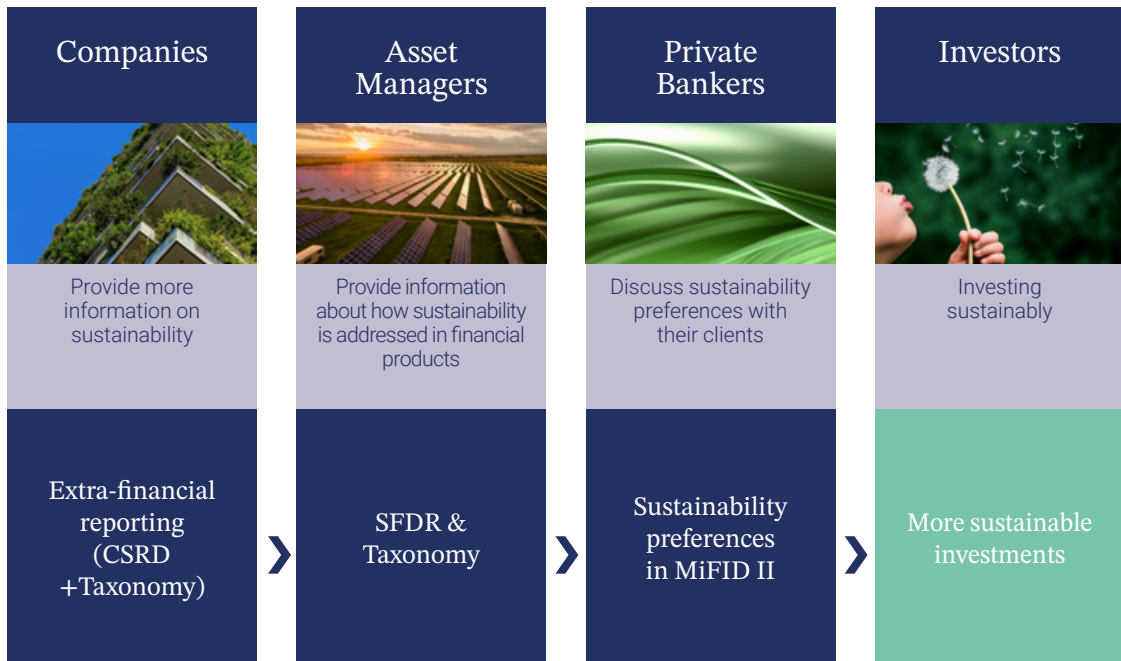 Companies
Asset
Managers
Private
Bankers
Investors
Provide more
information on
sustainability
Provide information
about how sustainability
is addressed in financial
products
Discuss sustainability
preferences with
their clients
Investing
sustainably
Extra-financial
reporting
(CSRD
+Taxonomy)
SFDR &
Taxonomy
Sustainability
preferences
in MiFID II
More sustainable
investments